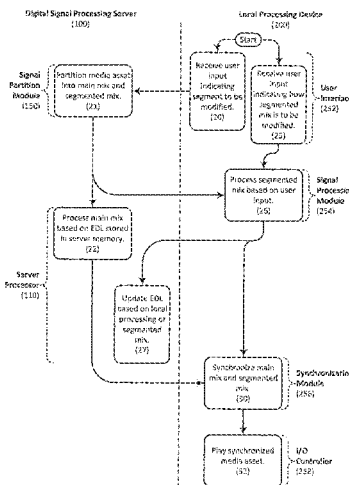 Digital Signal Processing Server
(100)
Local Processing Device
(200)
Start
Signal
Partition
Module
(150)
Partition media asset
into main mix and
segmented mix.
(21)
Receive user
input
indicating
segment to be
modified.
(20)
Receive user
input
indicating how
segmented
mix is to be
modified.
User
Interface
(252)
Process segmented
mix based on user
input.
(25)
Signal
Processing
Module
(254)
Process main mix
based on EDL stored
in server memory.
(22)
Server
Processor
(110)
Update EDL
based on local
processing of
segmented
mix.
(27)
Synchronize main
mix and segmented
mix.
(30)
Synchronization
Module
(256)
Play synchronized
media asset.
(32)
I/O
Controller
(258)